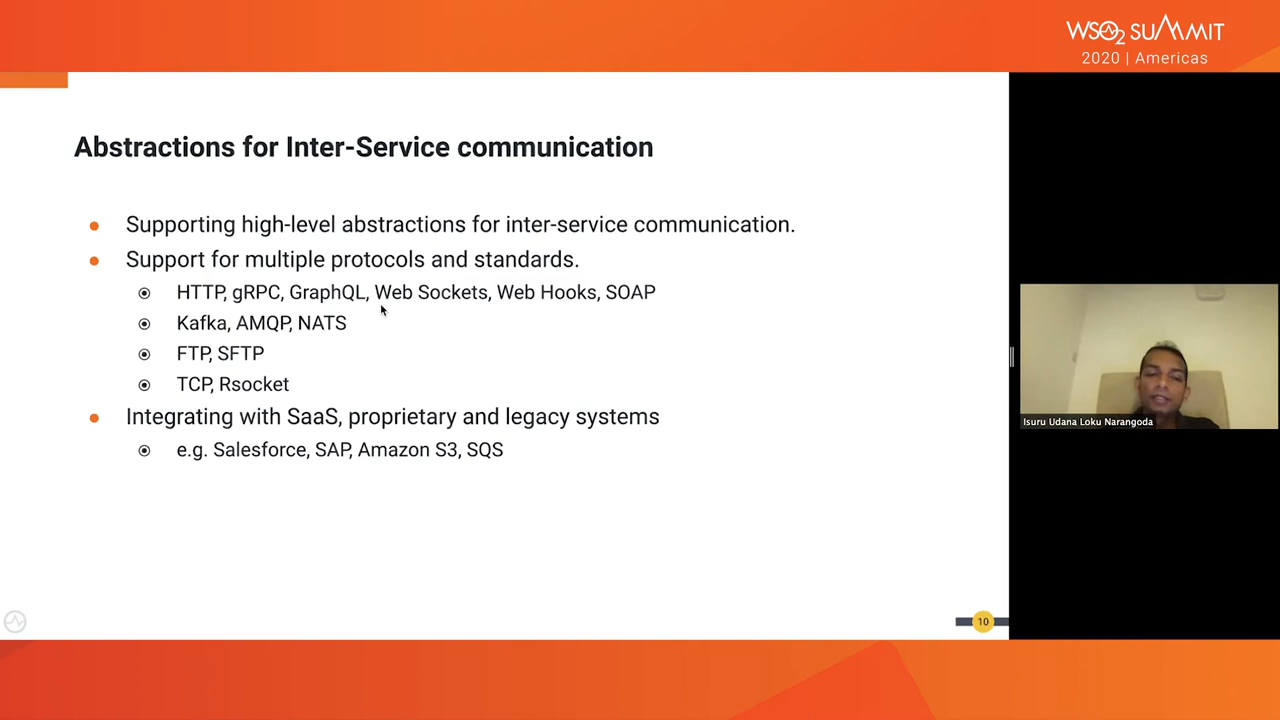 WSO2 SUMMIT
2020 | Americas
Abstractions for Inter-Service communication
Supporting high-level abstractions for inter-service communication.
Support for multiple protocols and standards.
HTTP, gRPC, GraphQL, Web Sockets, Web Hooks, SOAP
Kafka, AMQP, NATS
FTP, SFTP
TCP, Rsocket
Integrating with SaaS, proprietary and legacy systems
e.g. Salesforce, SAP, Amazon S3, SQS
Isuru Udana Loku Narangoda
10